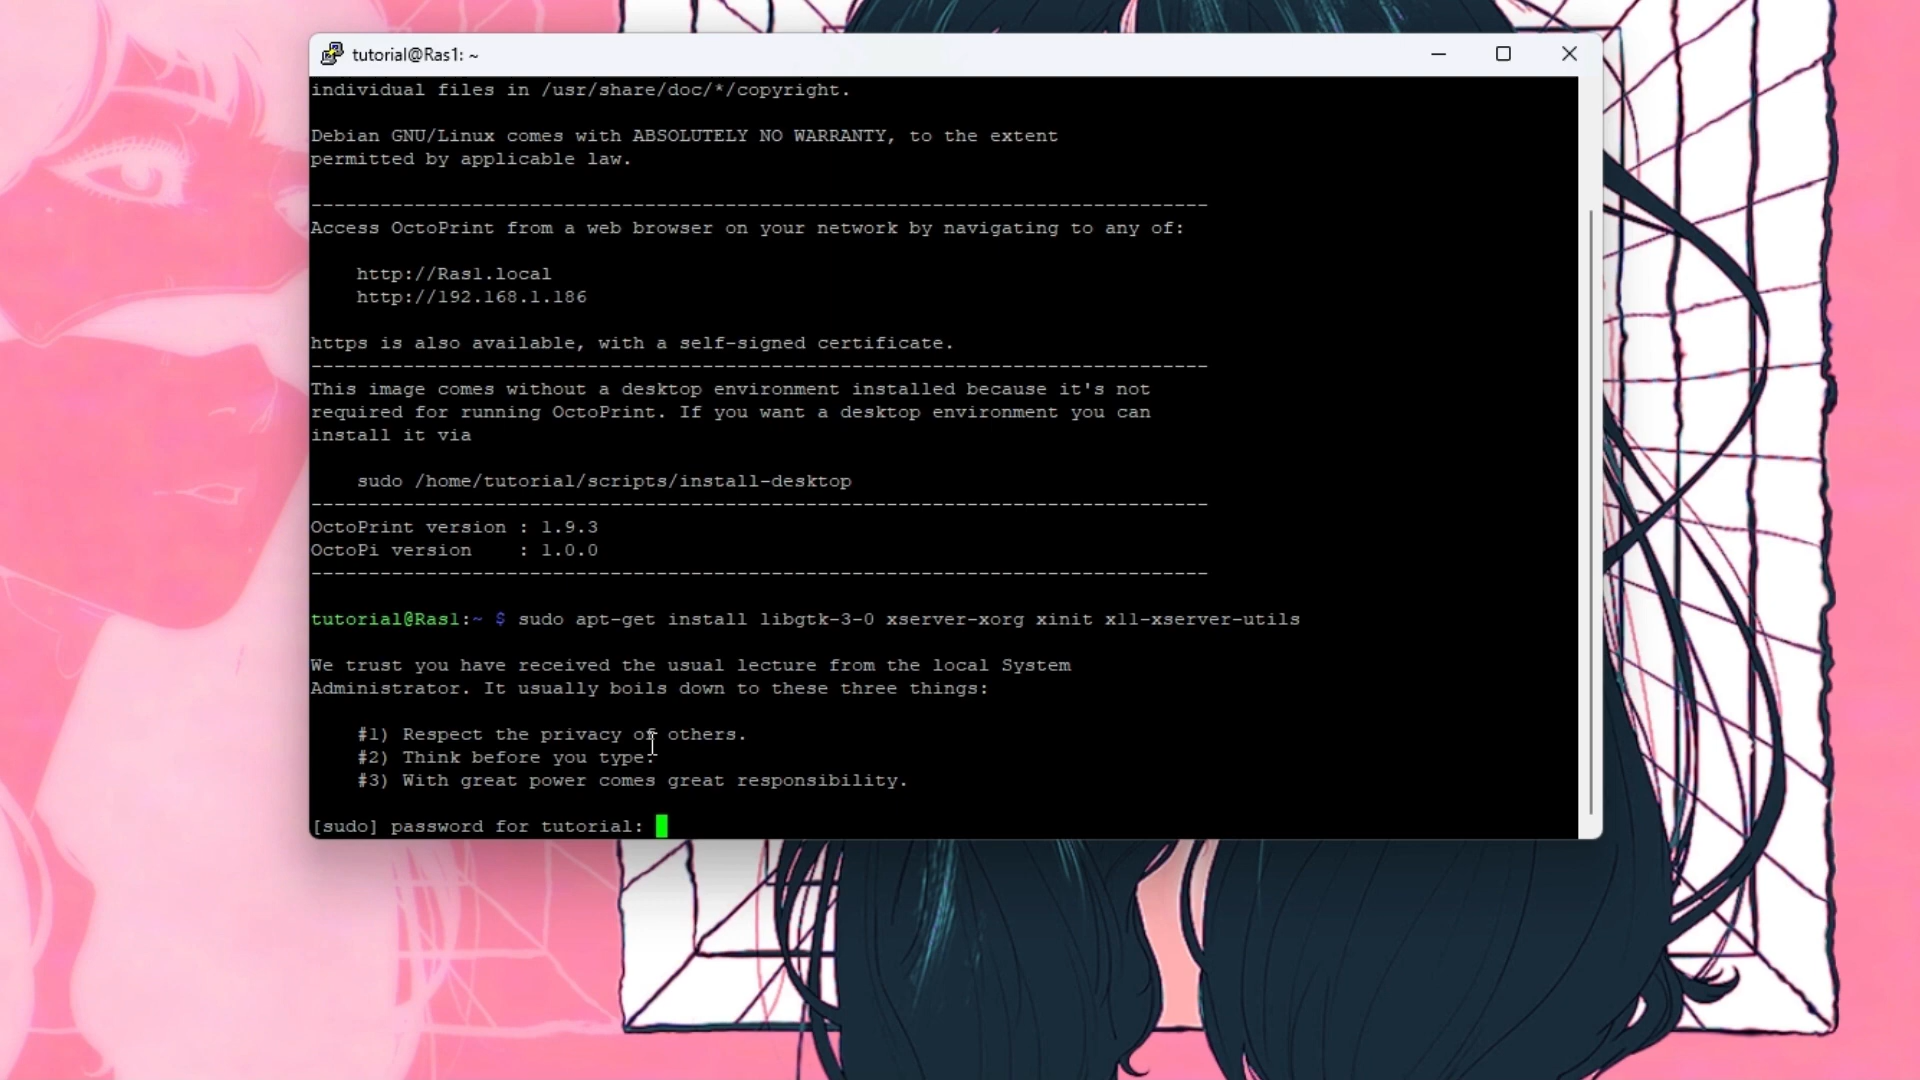 tutorial@Ras1: ~
individual files in /usr/share/doc/*/copyright.
Debian GNU/Linux comes with ABSOLUTELY NO WARRANTY, to the extent
permitted by applicable law.
------------------------------------------------------------------------------
Access OctoPrint from a web browser on your network by navigating to any of:
http://Ras1.local
http://192.168.1.186
https is also available, with a self-signed certificate.
------------------------------------------------------------------------------
This image comes without a desktop environment installed because it's not
required for running OctoPrint. If you want a desktop environment you can
install it via
sudo /home/tutorial/scripts/install-desktop
------------------------------------------------------------------------------
OctoPrint version : 1.9.3
OctoPi version    : 1.0.0
------------------------------------------------------------------------------
tutorial@Ras1:~ $ sudo apt-get install libgtk-3-0 xserver-xorg xinit x11-xserver-utils
We trust you have received the usual lecture from the local System
Administrator. It usually boils down to these three things:
#1) Respect the privacy of others.
#2) Think before you type.
#3) With great power comes great responsibility.
[sudo] password for tutorial: